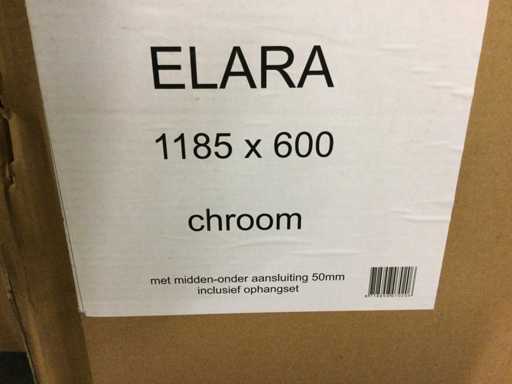 ELARA
1185 x 600
chroom
met midden-onder aansluiting 50mm
inclusief ophangset